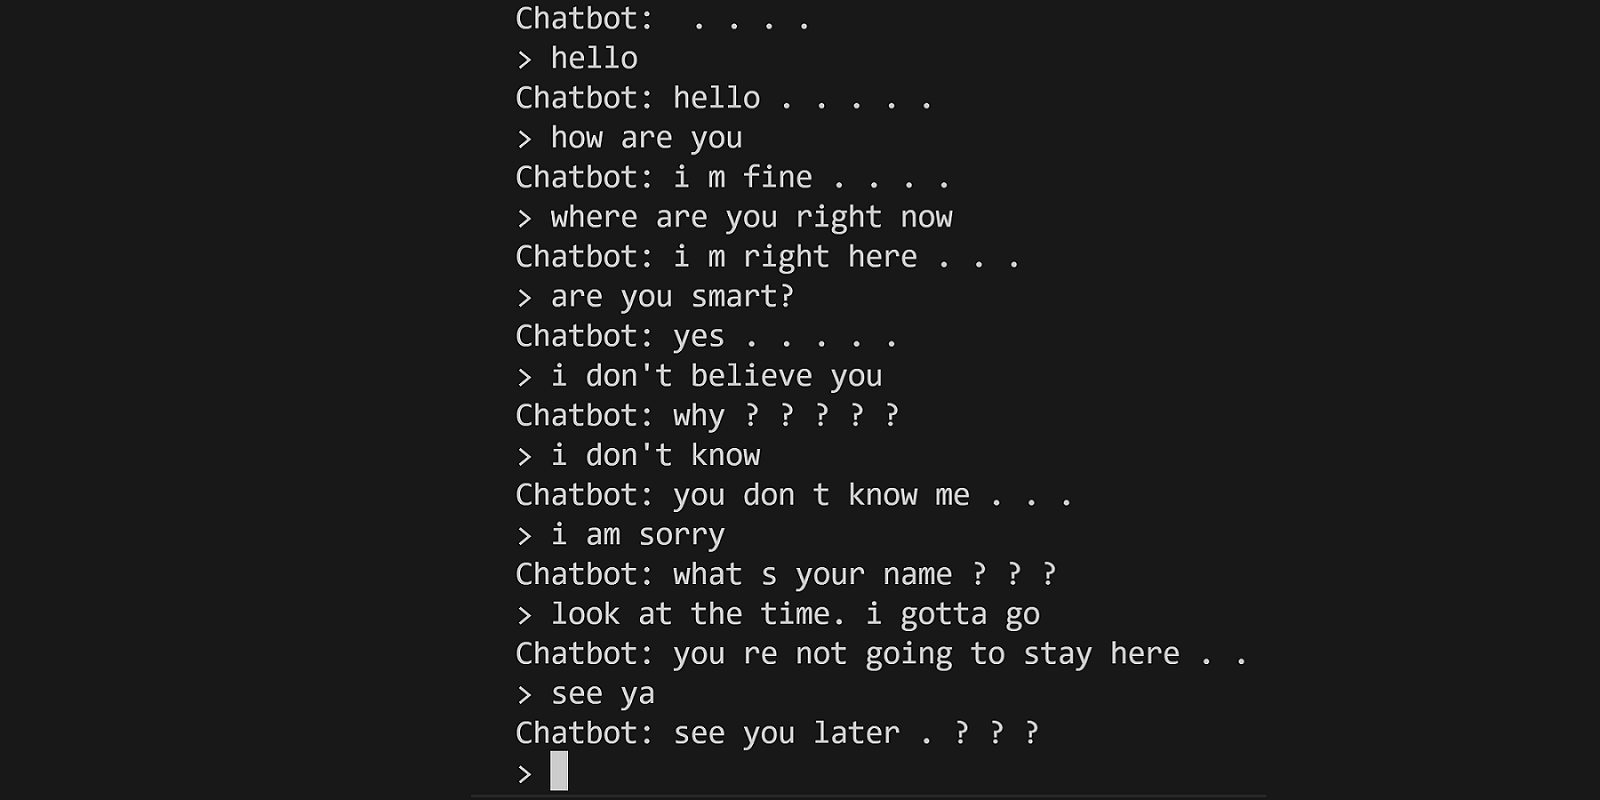 Chatbot:  . . . .
> hello
Chatbot: hello . . . . .
> how are you
Chatbot: i m fine . . . .
> where are you right now
Chatbot: i m right here . . .
> are you smart?
Chatbot: yes . . . . .
> i don't believe you
Chatbot: why ? ? ? ? ?
> i don't know
Chatbot: you don t know me . . .
> i am sorry
Chatbot: what s your name ? ? ?
> look at the time. i gotta go
Chatbot: you re not going to stay here . .
> see ya
Chatbot: see you later . ? ? ?
>